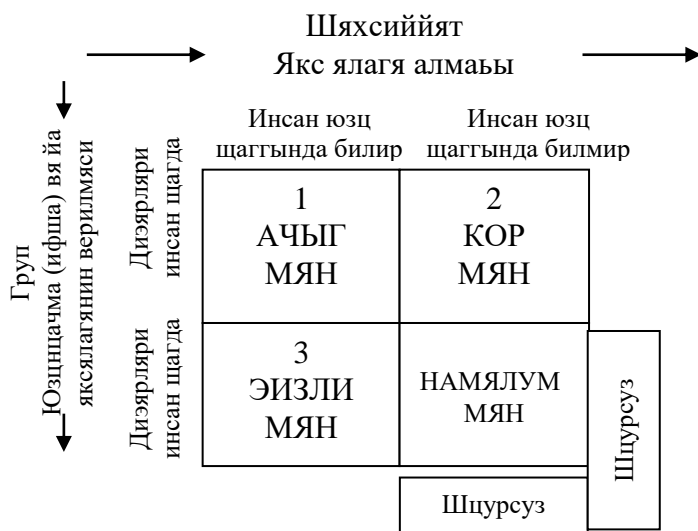 Шяхсиййят
Якс ялагя алмаьы
Инсан юзц
щаггында билир
Инсан юзц
щаггында билмир
Груп
Юзцнцачма (ифша) вя йа
яксялагянин верилмяси
Диэярляри
инсан щагда
1
АЧЫГ
МЯН
2
КОР
МЯН
Диэярляри
инсан щагда
3
ЭИЗЛИ
МЯН
НАМЯЛУМ
МЯН
Шцурсуз
Шцурсуз